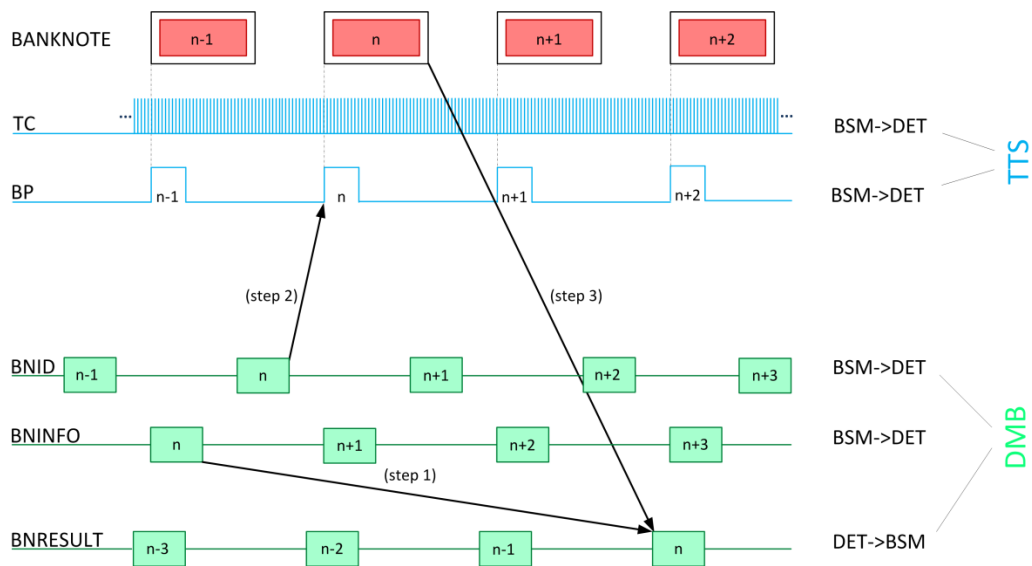 BANKNOTE n-1 n n+1 n+2
... ...
TC BSM->DET
BP n-1 n n+1 n+2 BSM->DET
TTS
(step 2) (step 3)
BNID n-1 n n+1 n+2 n+3 BSM->DET
BNINFO n n+1 n+2 n+3 BSM->DET
DMB
(step 1)
BNRESULT n-3 n-2 n-1 n DET->BSM